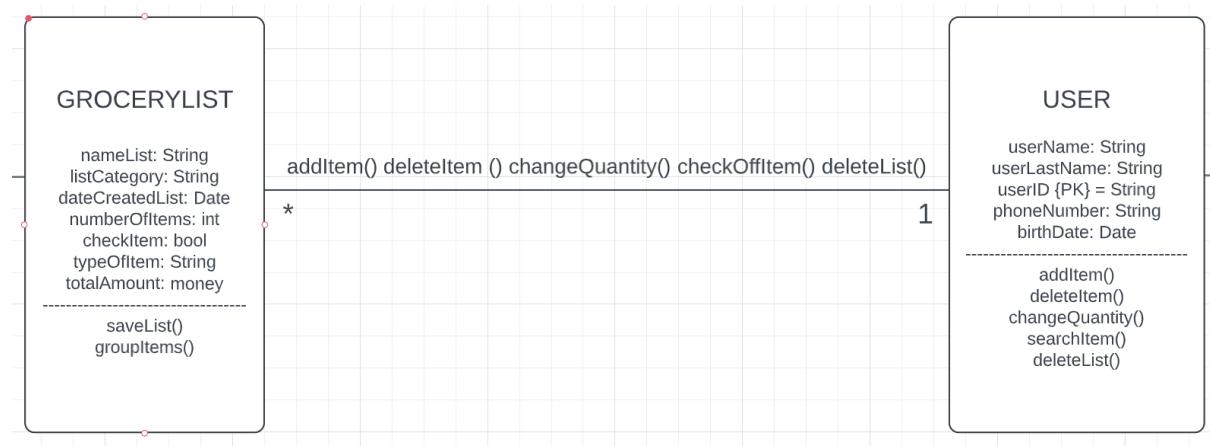 GROCERYLIST
nameList: String
listCategory: String
dateCreatedList: Date
numberOfItems: int
checkItem: bool
typeOfItem: String
totalAmount: money
saveList()
groupItems()
addItem() deleteItem () changeQuantity() checkOffItem() deleteList()
* 1
USER
userName: String
userLastName: String
userID {PK} = String
phoneNumber: String
birthDate: Date
addItem()
deleteItem()
changeQuantity()
searchItem()
deleteList()